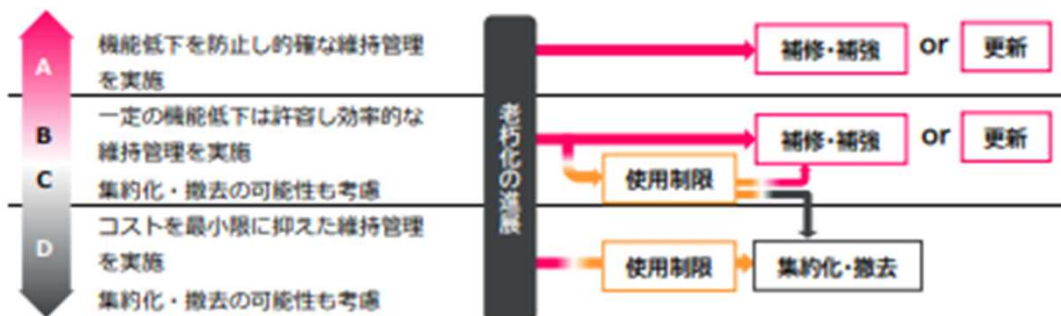 A
機能低下を防止し的確な維持管理
を実施
補修・補強
or
更新
B
C
一定の機能低下は許容し効率的な
維持管理を実施
集約化・撤去の可能性も考慮
老朽化の進展
補修・補強
or
更新
使用制限
D
コストを最小限に抑えた維持管理
を実施
集約化・撤去の可能性も考慮
使用制限
集約化・撤去